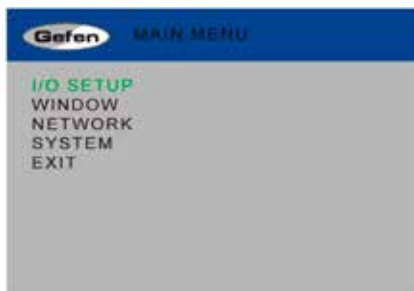 Gefen MAIN MENU
I/O SETUP
WINDOW
NETWORK
SYSTEM
EXIT